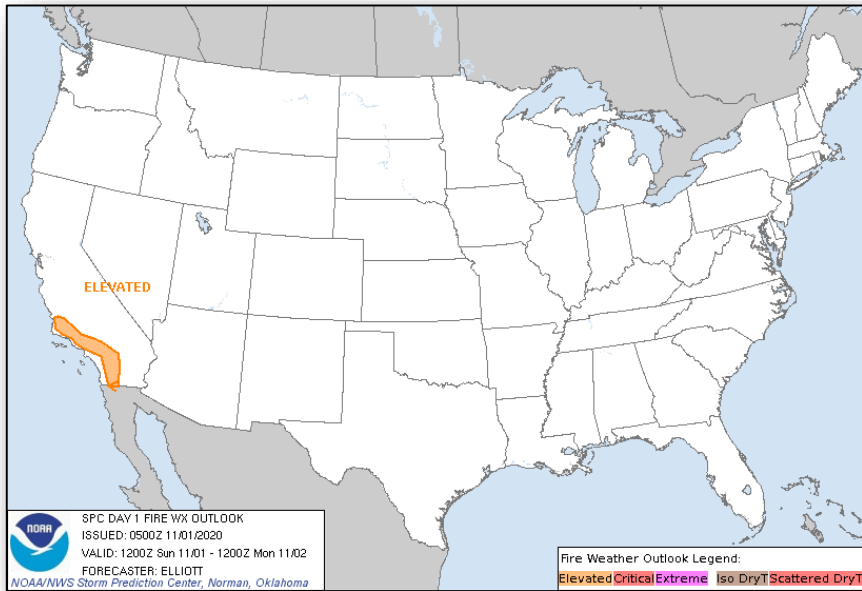 ELEVATED
NOAA
SPC DAY 1 FIRE WX OUTLOOK
ISSUED: 0500Z 11/01/2020
VALID: 1200Z Sun 11/01 - 1200Z Mon 11/02
FORECASTER: ELLIOTT
NOAA/NWS Storm Prediction Center, Norman, Oklahoma
Fire Weather Outlook Legend:
Elevated Critical Extreme Iso DryT Scattered DryT